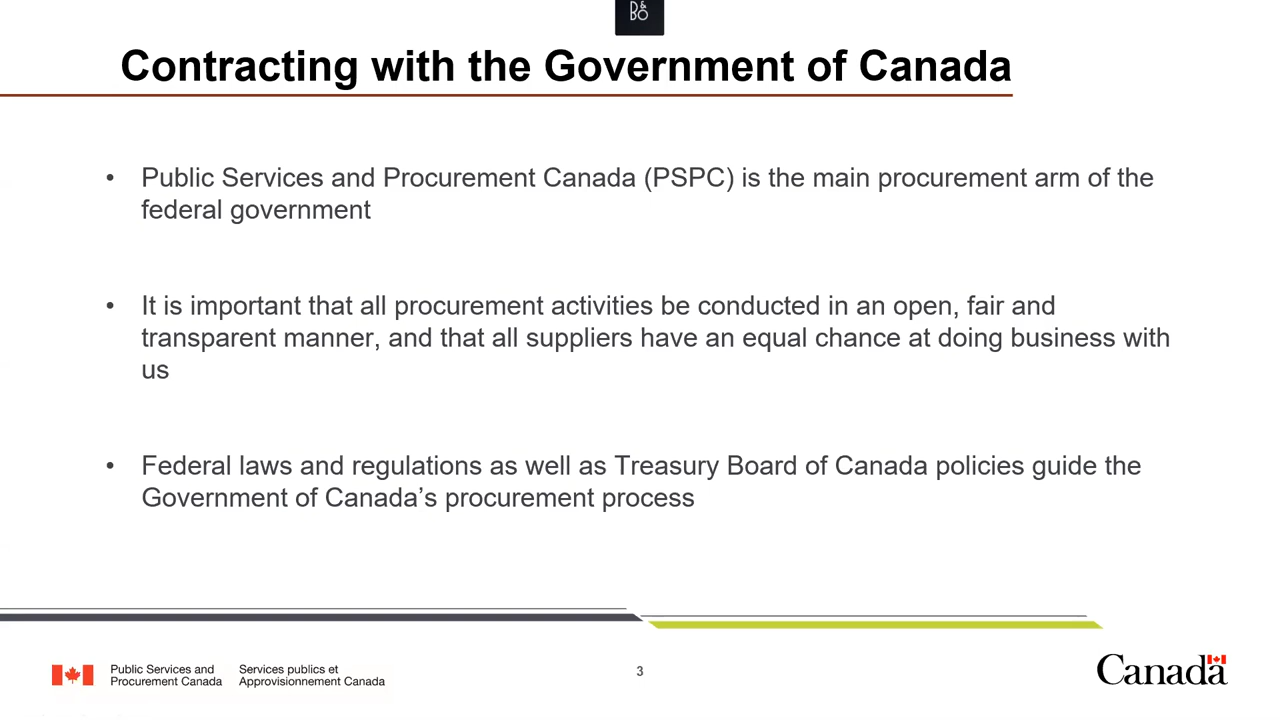 B&O
Contracting with the Government of Canada
• Public Services and Procurement Canada (PSPC) is the main procurement arm of the
federal government
• It is important that all procurement activities be conducted in an open, fair and
transparent manner, and that all suppliers have an equal chance at doing business with
us
• Federal laws and regulations as well as Treasury Board of Canada policies guide the
Government of Canada’s procurement process
Public Services and
Procurement Canada
Services publics et
Approvisionnement Canada
3
Canada